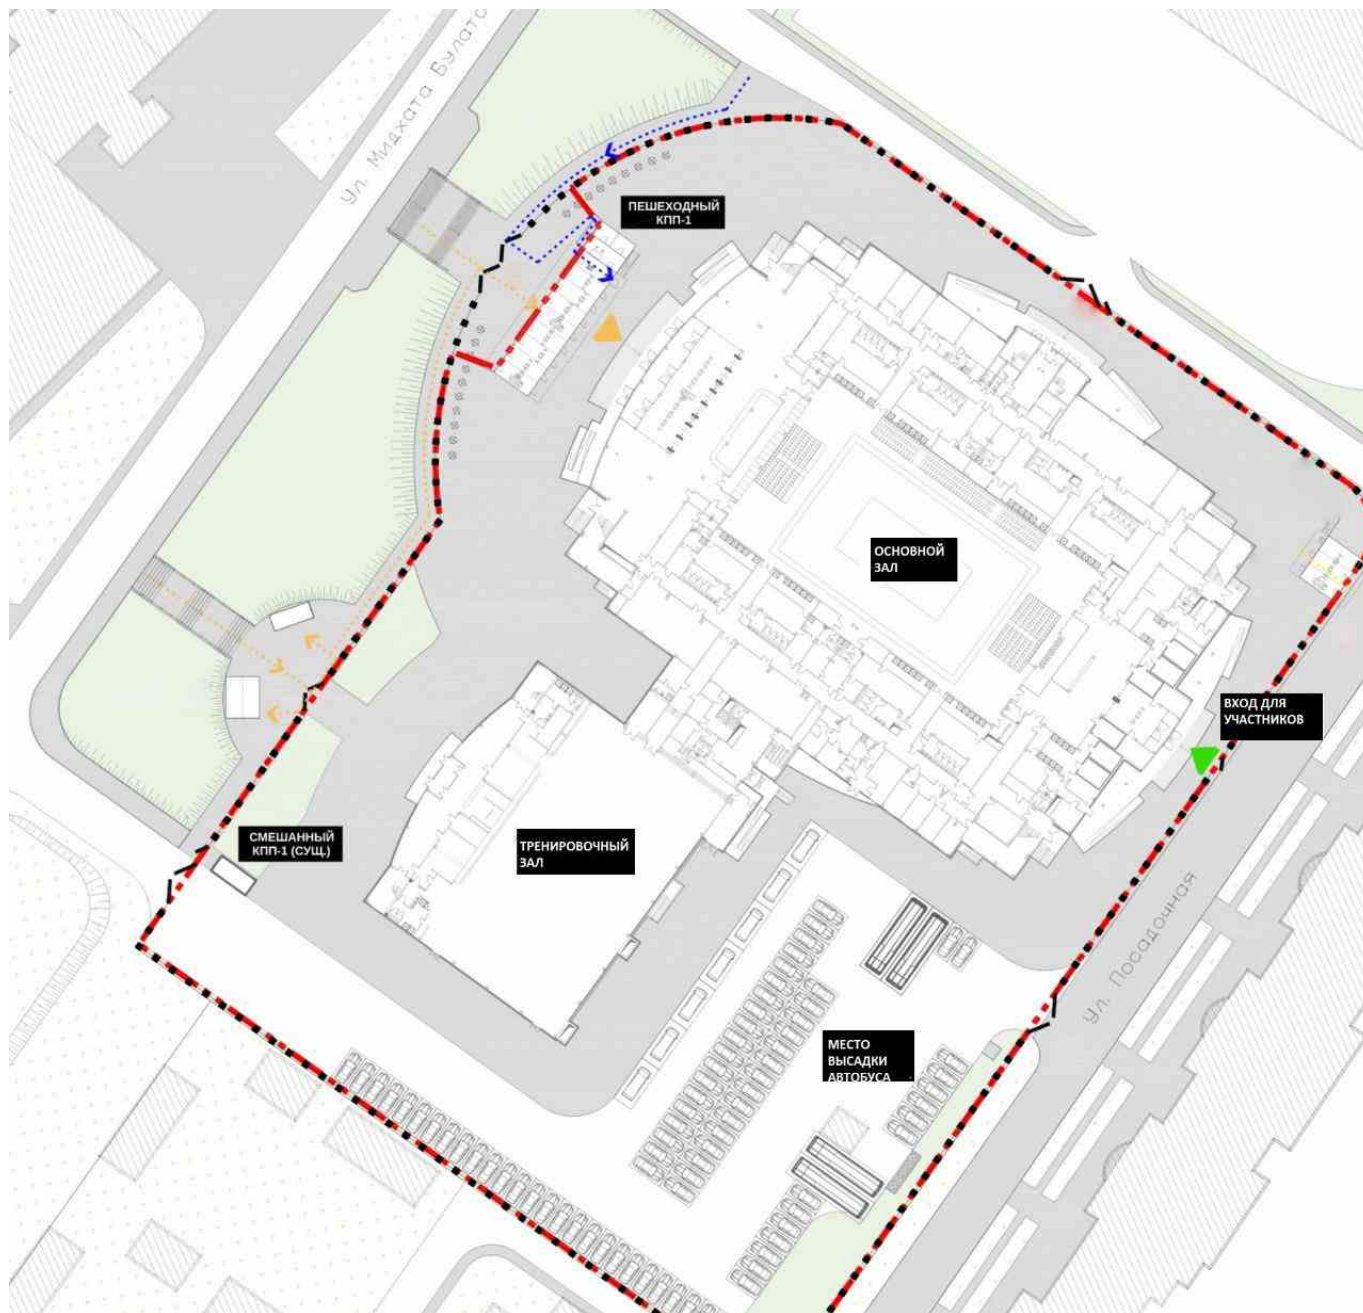 Ул. Мидхата Булато
ПЕШЕХОДНЫЙ
КПП-1
ОСНОВНОЙ
ЗАЛ
ВХОД ДЛЯ
УЧАСТНИКОВ
СМЕШАННЫЙ
КПП-1 (СУЩ.)
ТРЕНИРОВОЧНЫЙ
ЗАЛ
Ул. Посадочная
МЕСТО
ВЫСАДКИ
АВТОБУСА